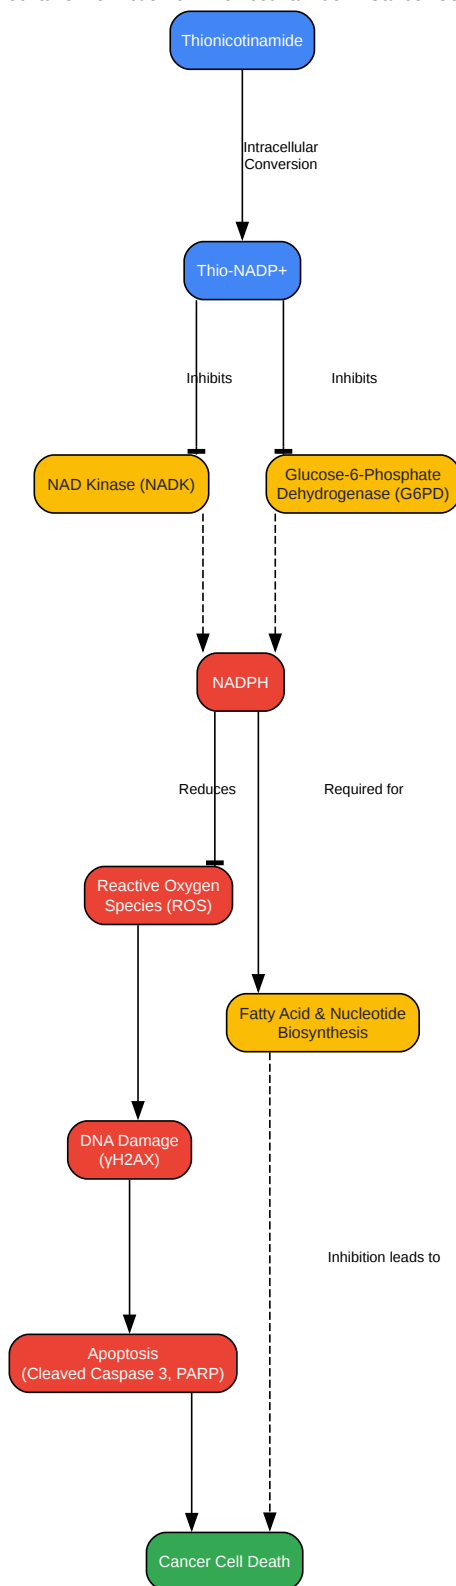 Thionicotinamide
Intracellular
Conversion
Thio-NADP+
Inhibits
Inhibits
NAD Kinase (NADK)
Glucose-6-Phosphate
Dehydrogenase (G6PD)
NADPH
Reduces
Required for
Reactive Oxygen
Species (ROS)
Fatty Acid & Nucleotide
Biosynthesis
DNA Damage
(γH2AX)
Inhibition leads to
Apoptosis
(Cleaved Caspase 3, PARP)
Cancer Cell Death